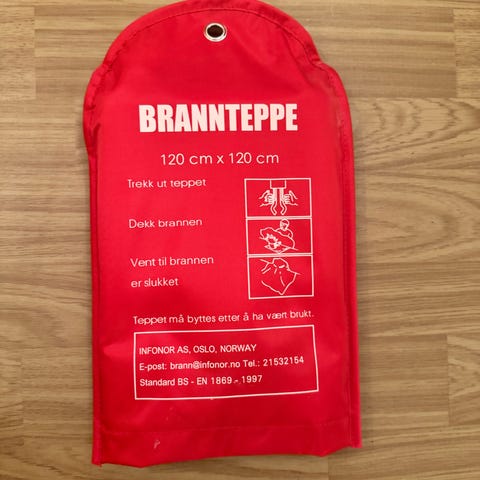 BRANNTEPPE
120 cm x 120 cm
Trekk ut teppet
Dekk brannen
Vent til brannen
er slukket
Teppet må byttes etter å ha vært brukt.
INFONOR AS, OSLO, NORWAY
E-post: brann@infonor.no Tel.: 21532154
Standard BS - EN 1869 - 1997